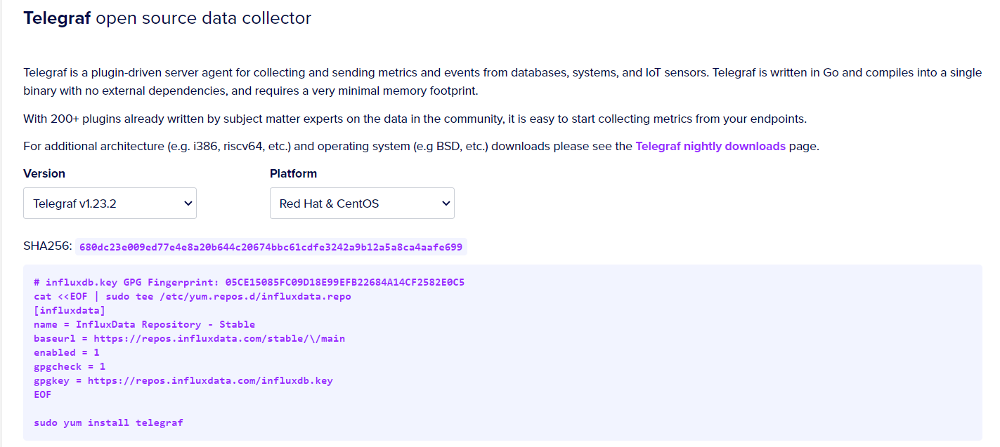 Telegraf open source data collector
Telegraf is a plugin-driven server agent for collecting and sending metrics and events from databases, systems, and IoT sensors. Telegraf is written in Go and compiles into a single
binary with no external dependencies, and requires a very minimal memory footprint.
With 200+ plugins already written by subject matter experts on the data in the community, it is easy to start collecting metrics from your endpoints.
For additional architecture (e.g. i386, riscv64, etc.) and operating system (e.g BSD, etc.) downloads please see the Telegraf nightly downloads page.
Version Platform
Telegraf v1.23.2 Red Hat & CentOS
SHA256: 680dc23e009ed77e4e8a20b644c20674bbc61cdfe3242a9b12a5a8ca4aafe699
# influxdb.key GPG Fingerprint: 05CE15085FC09D18E99EFB22684A14CF2582E0C5
cat <<EOF | sudo tee /etc/yum.repos.d/influxdata.repo
[influxdata]
name = InfluxData Repository - Stable
baseurl = https://repos.influxdata.com/stable/\/main
enabled = 1
gpgcheck = 1
gpgkey = https://repos.influxdata.com/influxdb.key
EOF
sudo yum install telegraf